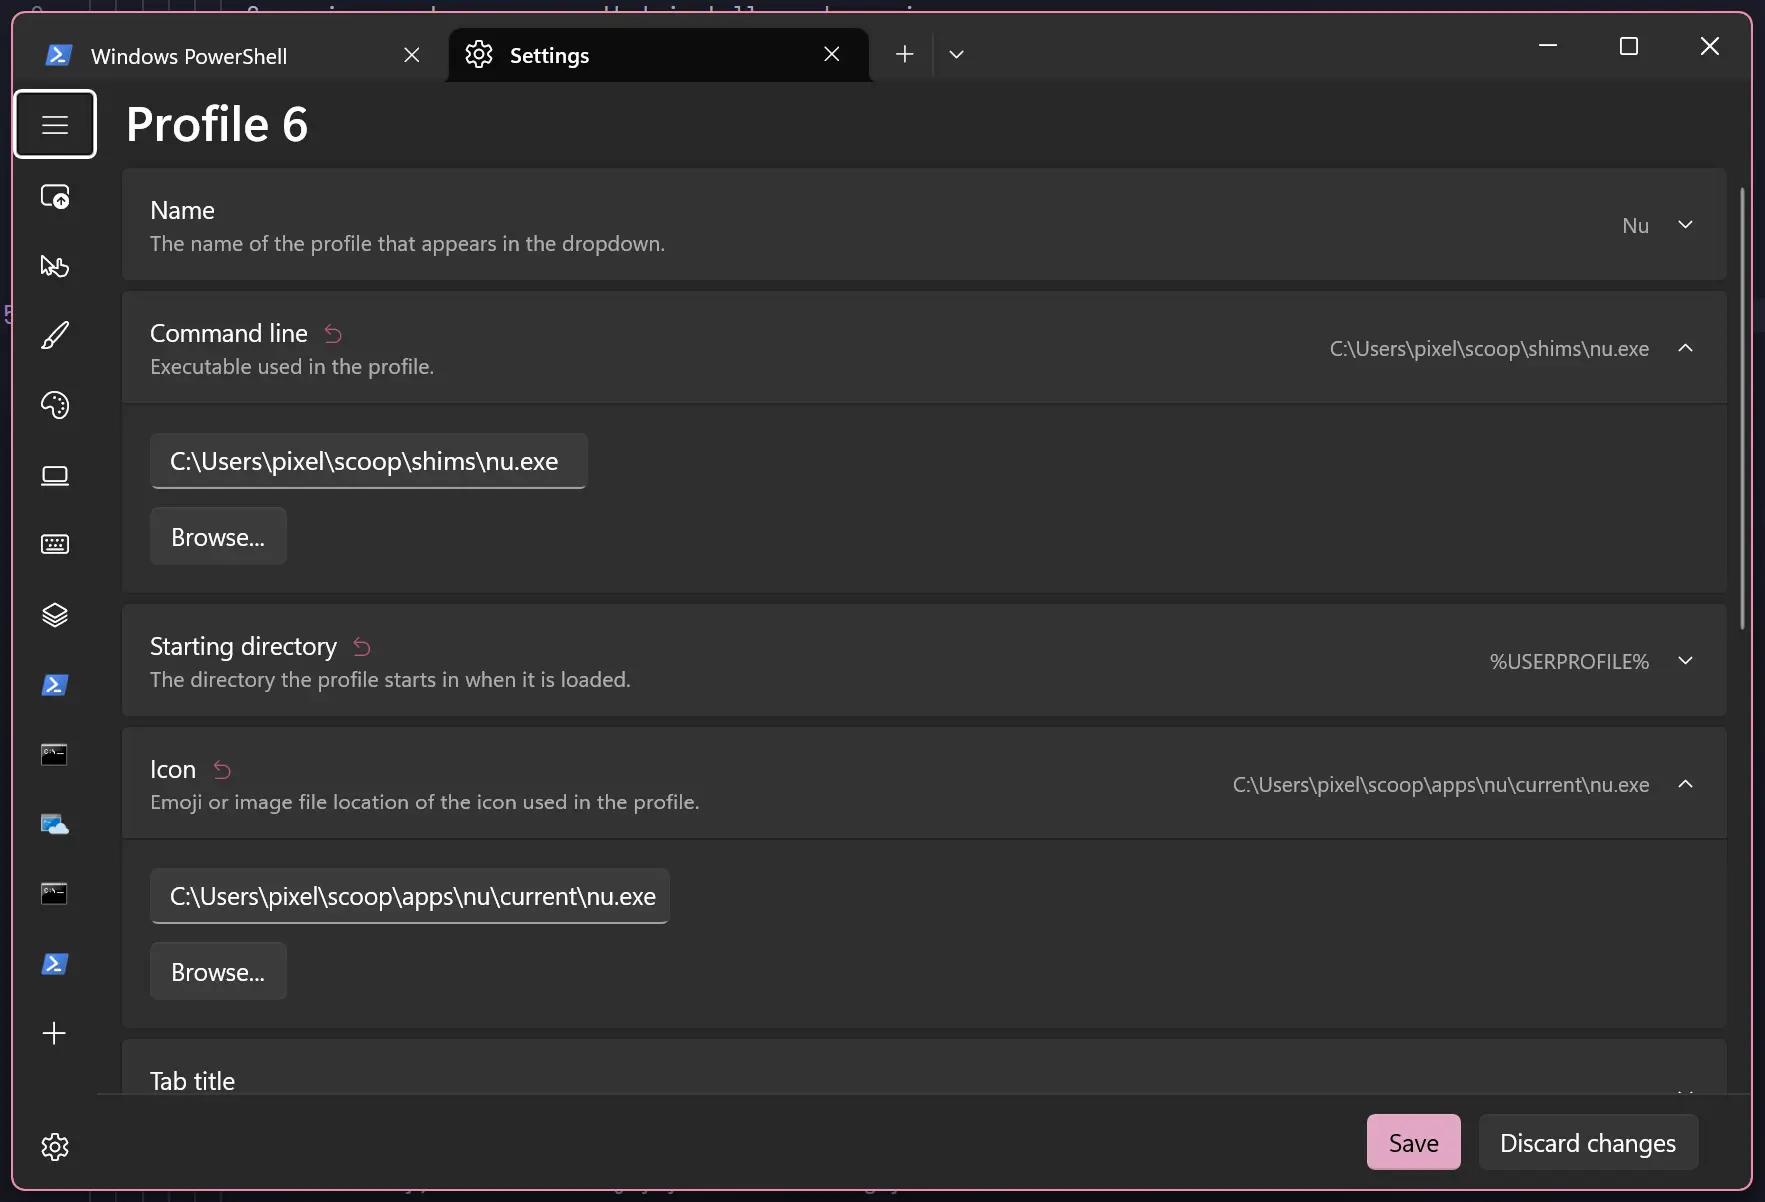 Windows PowerShell
Settings
Profile 6
Name
The name of the profile that appears in the dropdown.
Nu
Command line
Executable used in the profile.
C:\Users\pixel\scoop\shims\nu.exe
C:\Users\pixel\scoop\shims\nu.exe
Browse...
Starting directory
The directory the profile starts in when it is loaded.
%USERPROFILE%
Icon
Emoji or image file location of the icon used in the profile.
C:\Users\pixel\scoop\apps\nu\current\nu.exe
C:\Users\pixel\scoop\apps\nu\current\nu.exe
Browse...
Tab title
Save
Discard changes